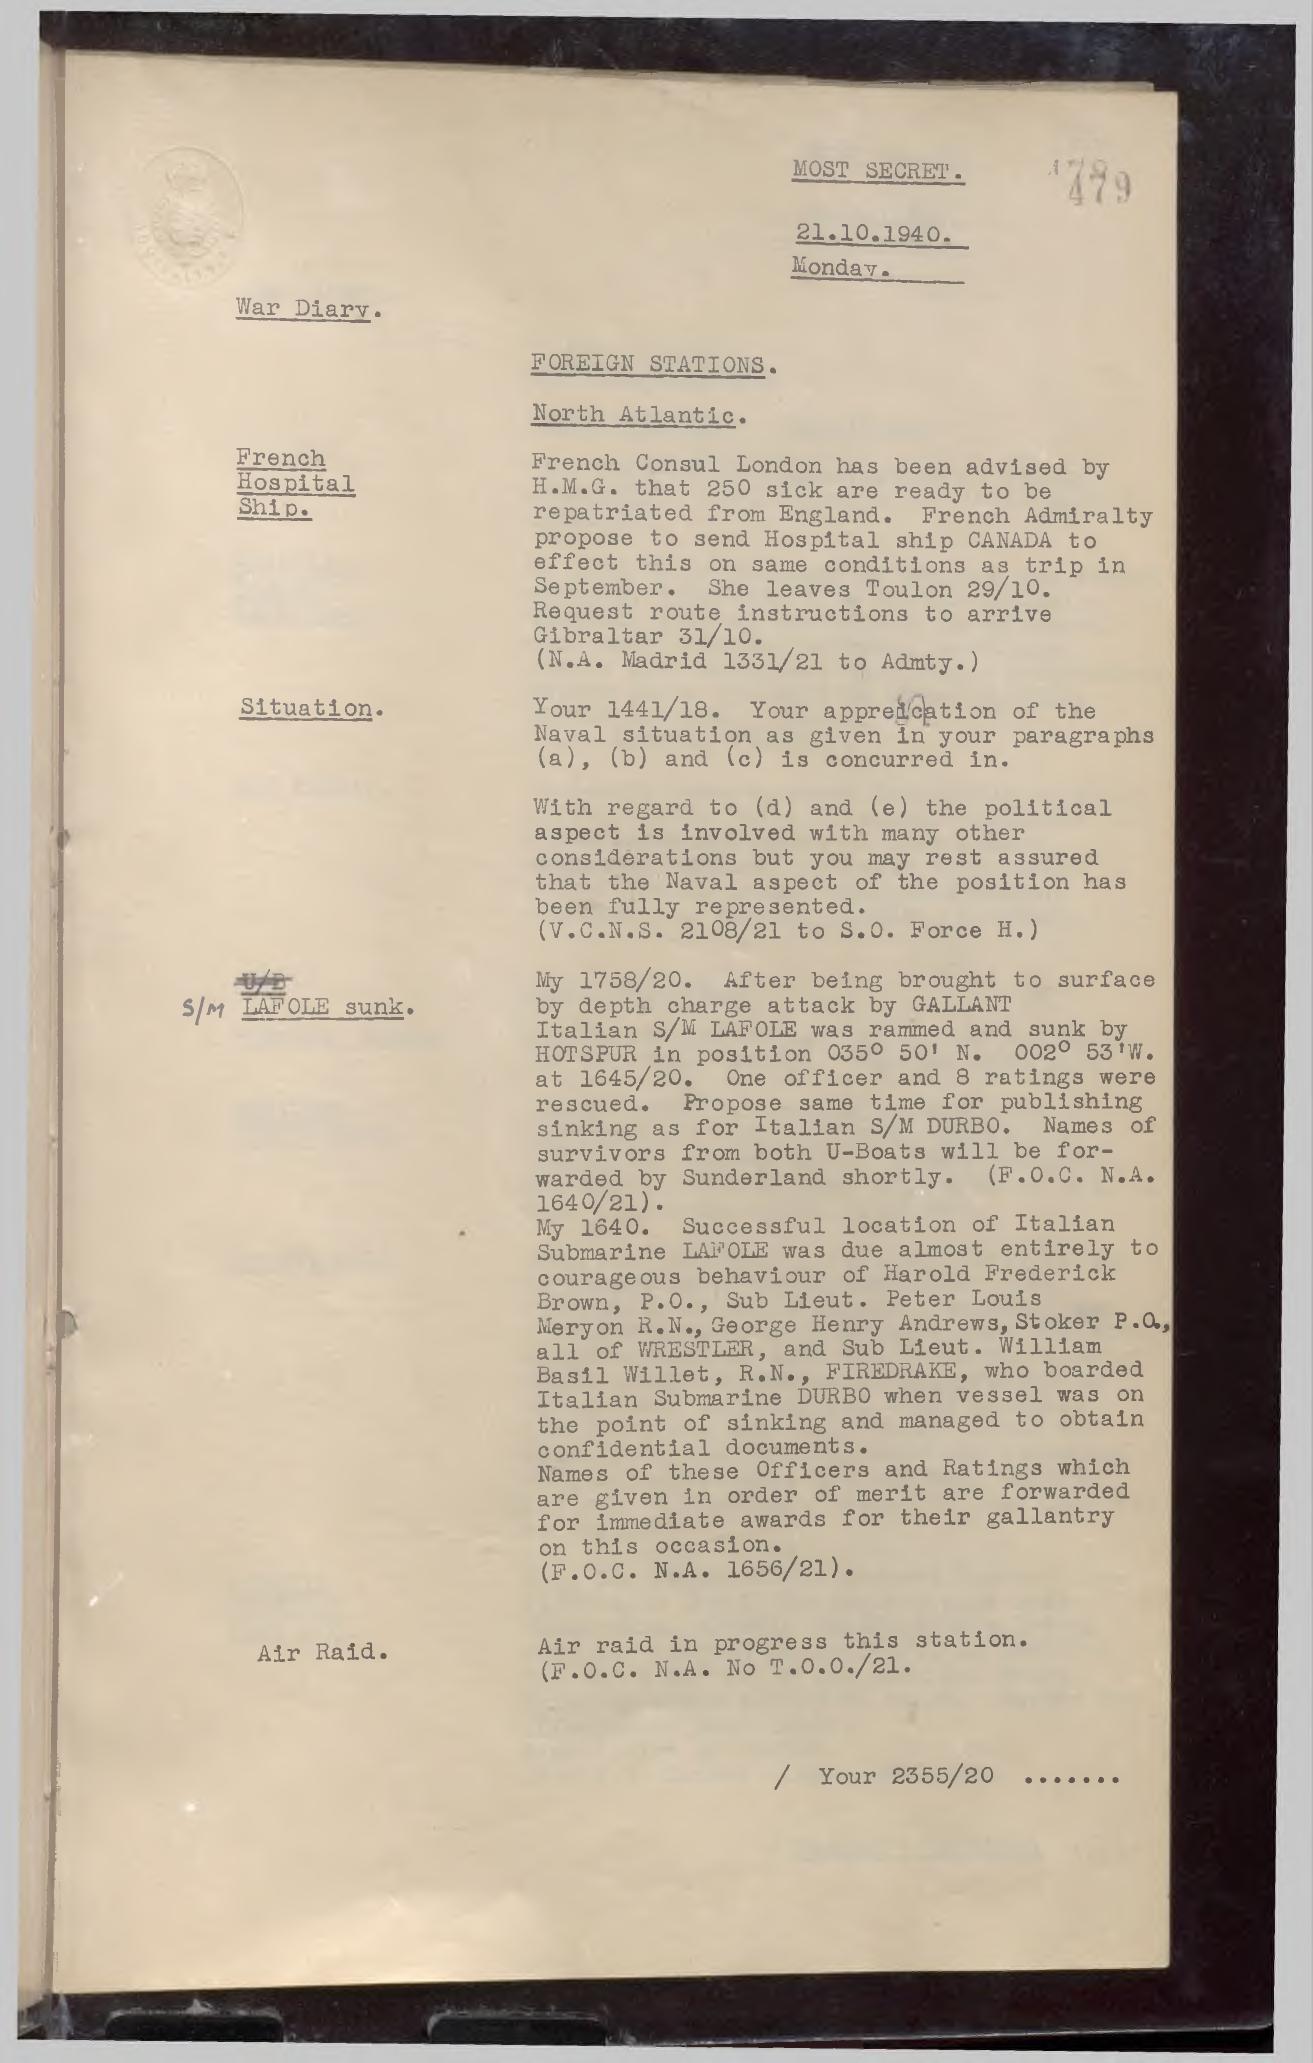 MOST SECRET.
479
21.10.1940.
Monday.
War Diary.
FOREIGN STATIONS.
North Atlantic.
French
Hospital
Ship.
French Consul London has been advised by
H.M.G. that 250 sick are ready to be
repatriated from England. French Admiralty
propose to send Hospital ship CANADA to
effect this on same conditions as trip in
September. She leaves Toulon 29/10.
Request route instructions to arrive
Gibraltar 31/10.
(N.A. Madrid 1331/21 to Admty.)
Situation.
Your 1441/18. Your appreciation of the
Naval situation as given in your paragraphs
(a), (b) and (c) is concurred in.
With regard to (d) and (e) the political
aspect is involved with many other
considerations but you may rest assured
that the Naval aspect of the position has
been fully represented.
(V.C.N.S. 2108/21 to S.O. Force H.)
U/B
S/M LAFOLE sunk.
My 1758/20. After being brought to surface
by depth charge attack by GALLANT
Italian S/M LAFOLE was rammed and sunk by
HOTSPUR in position 035° 50' N. 002° 53'W.
at 1645/20. One officer and 8 ratings were
rescued. Propose same time for publishing
sinking as for Italian S/M DURBO. Names of
survivors from both U-Boats will be for-
warded by Sunderland shortly. (F.O.C. N.A.
1640/21).
My 1640. Successful location of Italian
Submarine LAFOLE was due almost entirely to
courageous behaviour of Harold Frederick
Brown, P.O., Sub Lieut. Peter Louis
Meryon R.N., George Henry Andrews, Stoker P.O.,
all of WRESTLER, and Sub Lieut. William
Basil Willet, R.N., FIREDRAKE, who boarded
Italian Submarine DURBO when vessel was on
the point of sinking and managed to obtain
confidential documents.
Names of these Officers and Ratings which
are given in order of merit are forwarded
for immediate awards for their gallantry
on this occasion.
(F.O.C. N.A. 1656/21).
Air Raid.
Air raid in progress this station.
(F.O.C. N.A. No T.O.O./21.
/ Your 2355/20 .......